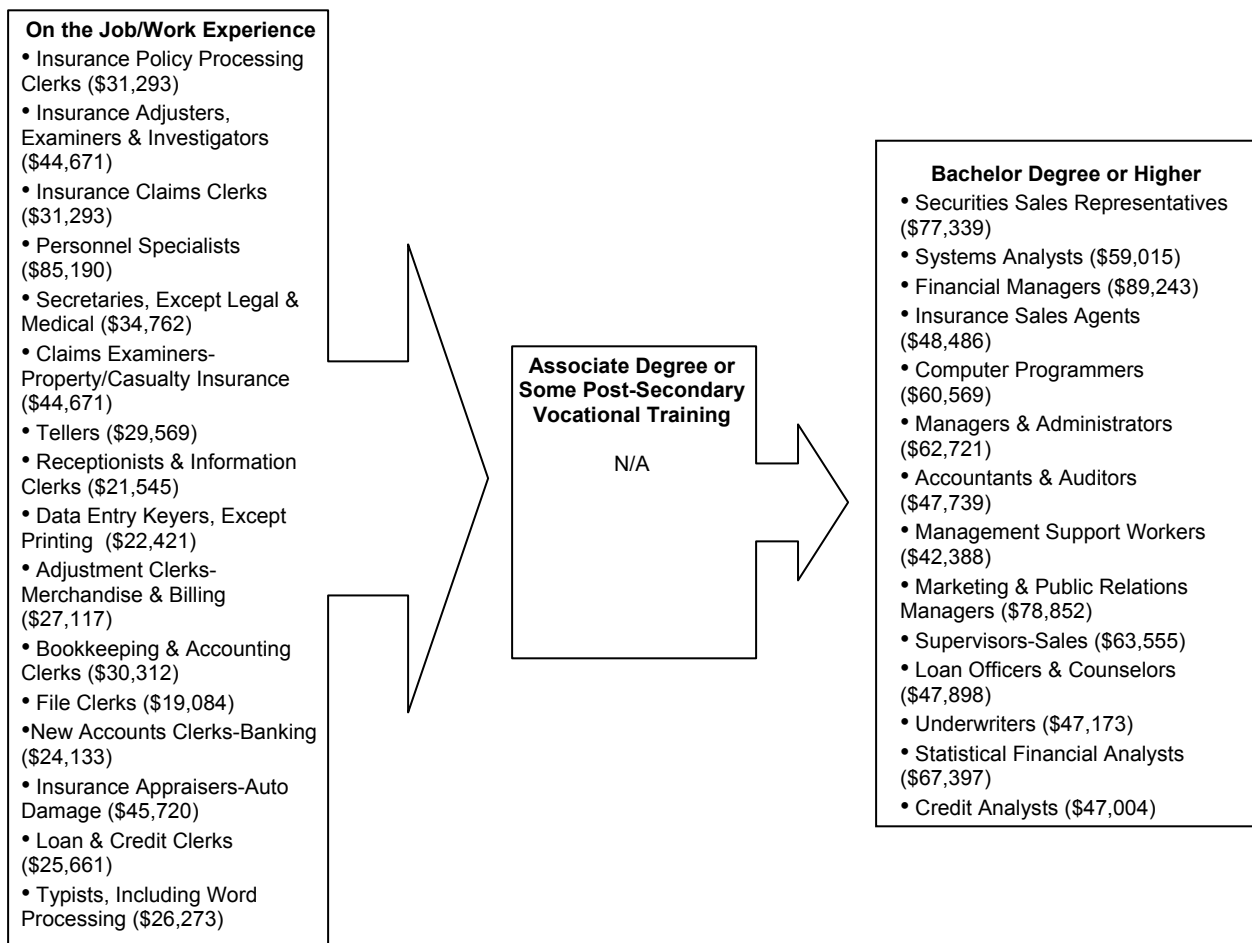 On the Job/Work Experience
• Insurance Policy Processing
Clerks ($31,293)
• Insurance Adjusters,
Examiners & Investigators
($44,671)
• Insurance Claims Clerks
($31,293)
• Personnel Specialists
($85,190)
• Secretaries, Except Legal &
Medical ($34,762)
• Claims Examiners-
Property/Casualty Insurance
($44,671)
• Tellers ($29,569)
• Receptionists & Information
Clerks ($21,545)
• Data Entry Keyers, Except
Printing ($22,421)
• Adjustment Clerks-
Merchandise & Billing
($27,117)
• Bookkeeping & Accounting
Clerks ($30,312)
• File Clerks ($19,084)
•New Accounts Clerks-Banking
($24,133)
• Insurance Appraisers-Auto
Damage ($45,720)
• Loan & Credit Clerks
($25,661)
• Typists, Including Word
Processing ($26,273)
Associate Degree or
Some Post-Secondary
Vocational Training
N/A
Bachelor Degree or Higher
• Securities Sales Representatives
($77,339)
• Systems Analysts ($59,015)
• Financial Managers ($89,243)
• Insurance Sales Agents
($48,486)
• Computer Programmers
($60,569)
• Managers & Administrators
($62,721)
• Accountants & Auditors
($47,739)
• Management Support Workers
($42,388)
• Marketing & Public Relations
Managers ($78,852)
• Supervisors-Sales ($63,555)
• Loan Officers & Counselors
($47,898)
• Underwriters ($47,173)
• Statistical Financial Analysts
($67,397)
• Credit Analysts ($47,004)